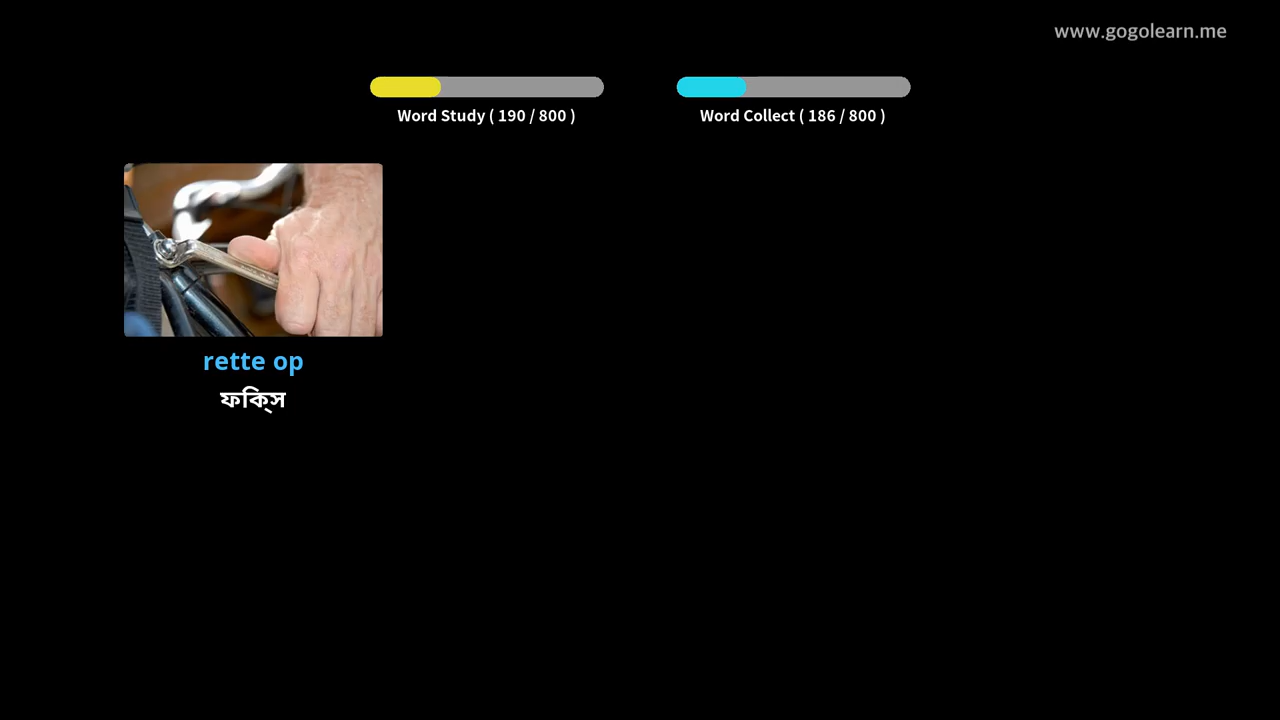 www.gogolearn.me
Word Study ( 190 / 800 )
Word Collect ( 186 / 800 )
rette op
ফিক্স